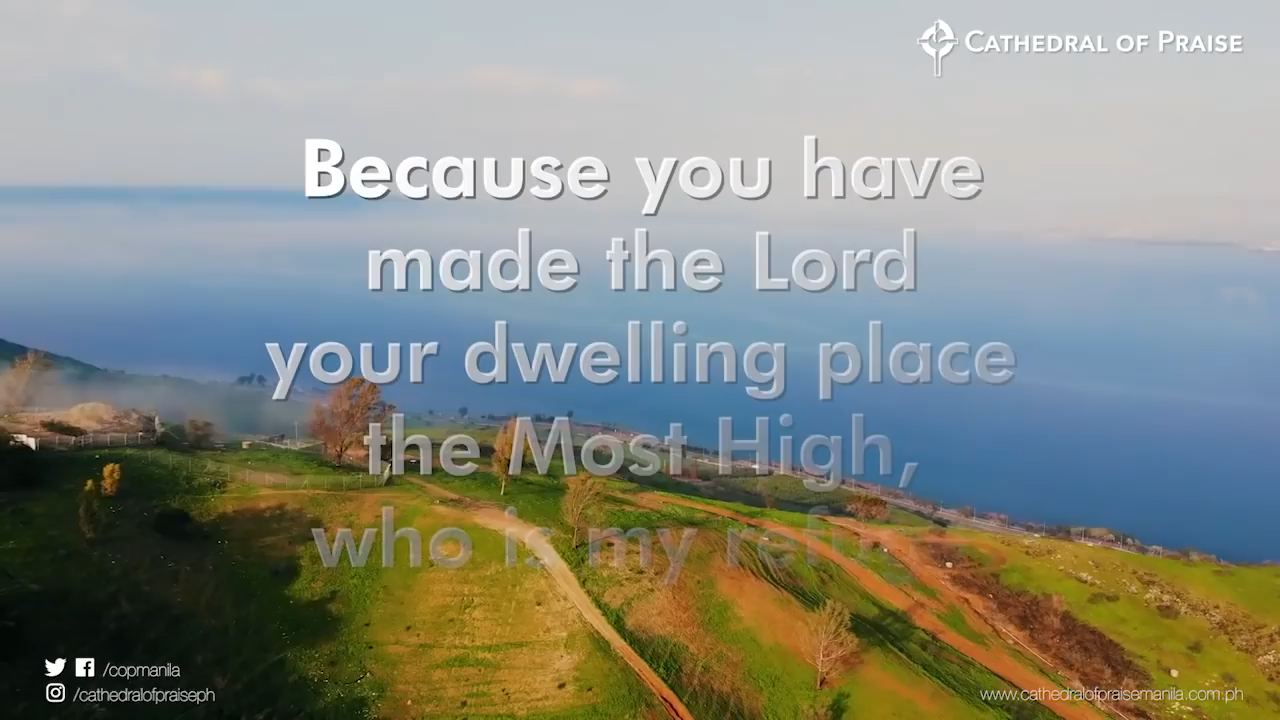 CATHEDRAL OF PRAISE
Because you have
made the Lord
your dwelling place
the Most High,
who is my
/copmanila
/cathedralofpraiseph
www.cathedralofpraisemanila.com.ph